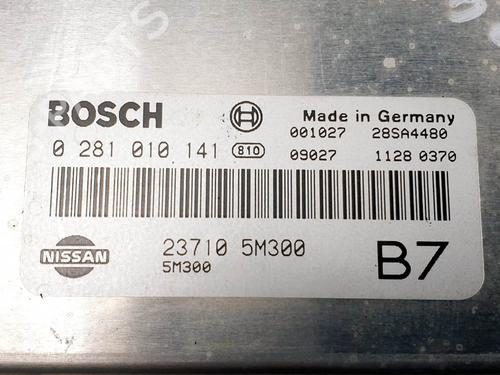 BOSCH
Made in Germany
001027 28SA4480
0 281 010 141 810
09027 1128 0370
NISSAN
23710 5M300
5M300
B7